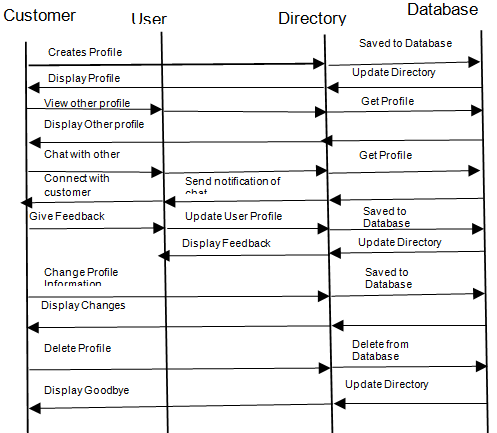 Customer
User
Directory
Database
Creates Profile
Saved to Database
Display Profile
Update Directory
View other profile
Get Profile
Display Other profile
Chat with other
Get Profile
Connect with
customer
Send notification of
chat
Give Feedback
Update User Profile
Saved to
Database
Display Feedback
Update Directory
Change Profile
Information
Saved to
Database
Display Changes
Delete Profile
Delete from
Database
Display Goodbye
Update Directory